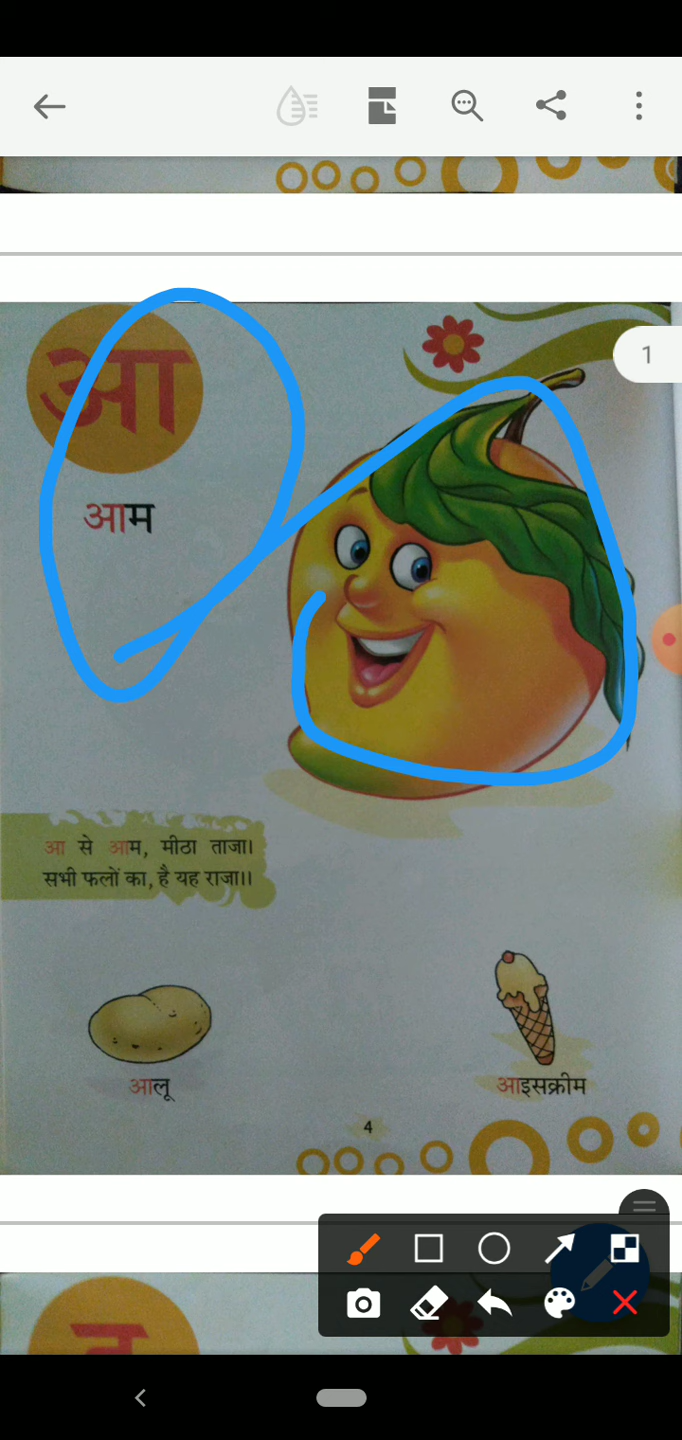 1
आ
आम
आ से आम, मीठा ताजा।
सभी फलों का, है यह राजा।।
आलू
आइसक्रीम
4